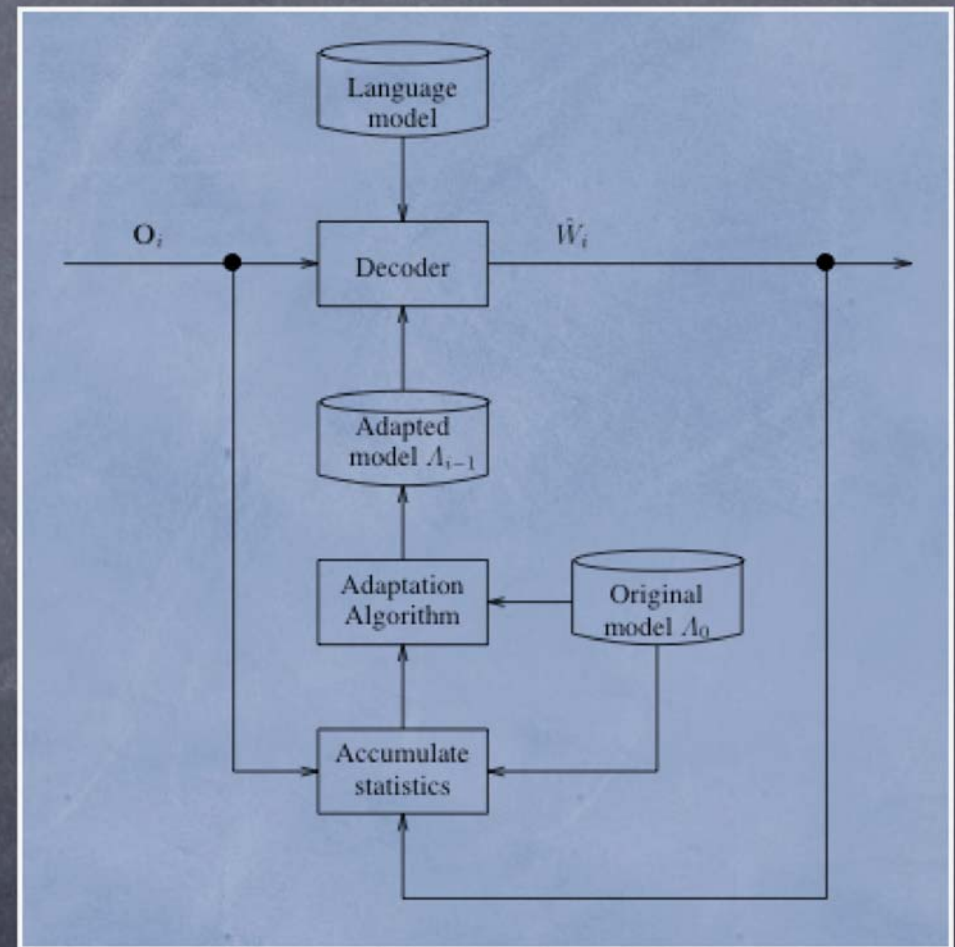 Language
model
O_i
Ŵ_i
Decoder
Adapted
model Λ_{i−1}
Adaptation
Algorithm
Original
model Λ_0
Accumulate
statistics